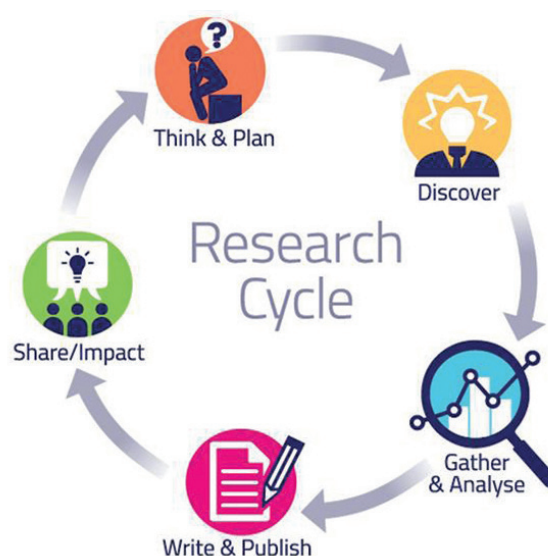 ?
Think & Plan
Discover
Research
Cycle
Share/Impact
Gather
& Analyse
Write & Publish